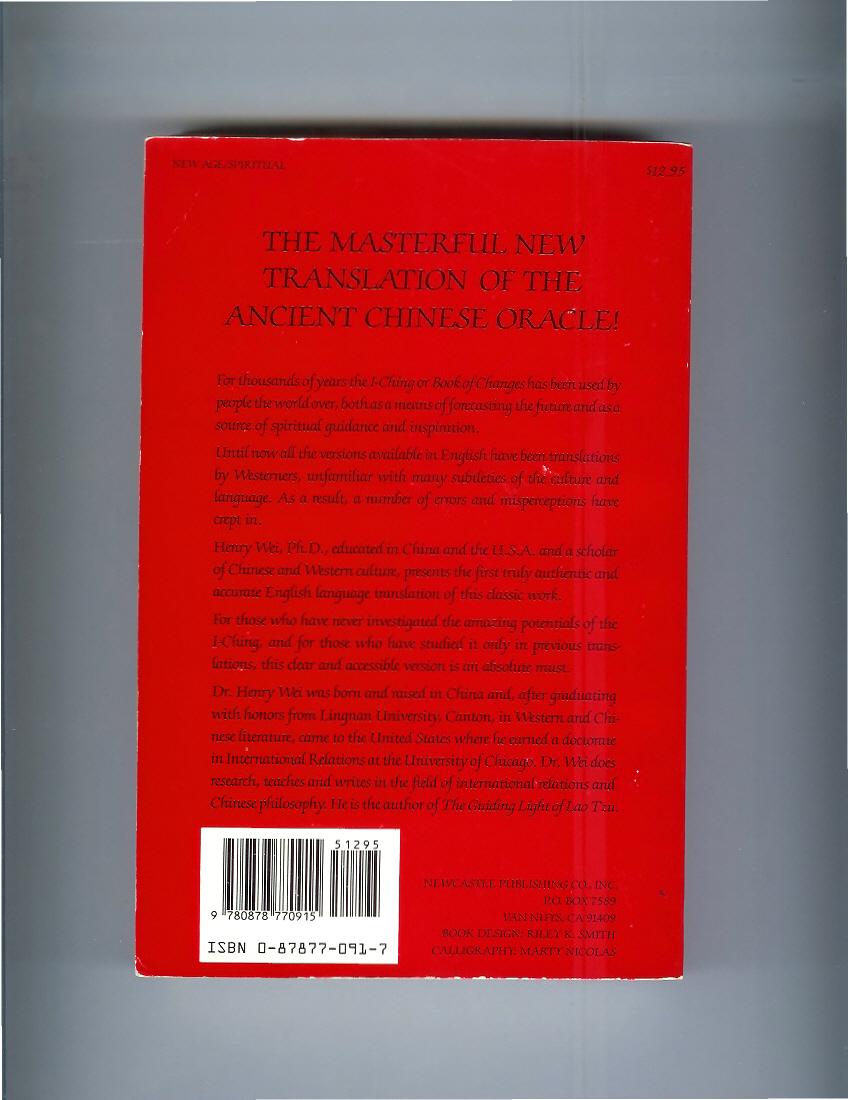 NEW AGE/SPIRITUAL
$12.95
THE MASTERFUL NEW
TRANSLATION OF THE
ANCIENT CHINESE ORACLE!
For thousands of years the I-Ching or Book of Changes has been used by
people the world over, both as a means of forecasting the future and as a
source of spiritual guidance and inspiration.
Until now all the versions available in English have been translations
by Westerners, unfamiliar with many subtleties of the culture and
language. As a result, a number of errors and misperceptions have
crept in.
Henry Wei, Ph.D., educated in China and the U.S.A. and a scholar
of Chinese and Western culture, presents the first truly authentic and
accurate English language translation of this classic work.
For those who have never investigated the amazing potentials of the
I-Ching, and for those who have studied it only in previous trans-
lations, this clear and accessible version is an absolute must.
Dr. Henry Wei was born and raised in China and, after graduating
with honors from Lingnan University, Canton, in Western and Chi-
nese literature, came to the United States where he earned a doctorate
in International Relations at the University of Chicago. Dr. Wei does
research, teaches and writes in the field of international relations and
Chinese philosophy. He is the author of The Guiding Light of Lao Tzu.
51295
9 780878 770915
ISBN 0-87877-091-7
NEWCASTLE PUBLISHING CO., INC.
P.O. BOX 7589
VAN NUYS, CA 91409
BOOK DESIGN: RILEY K. SMITH
CALLIGRAPHY: MARTY NICOLAS